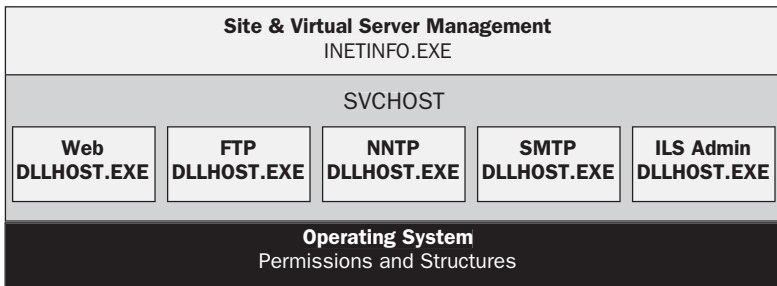 Site & Virtual Server Management
INETINFO.EXE
SVCHOST
Web
DLLHOST.EXE
FTP
DLLHOST.EXE
NNTP
DLLHOST.EXE
SMTP
DLLHOST.EXE
ILS Admin
DLLHOST.EXE
Operating System
Permissions and Structures